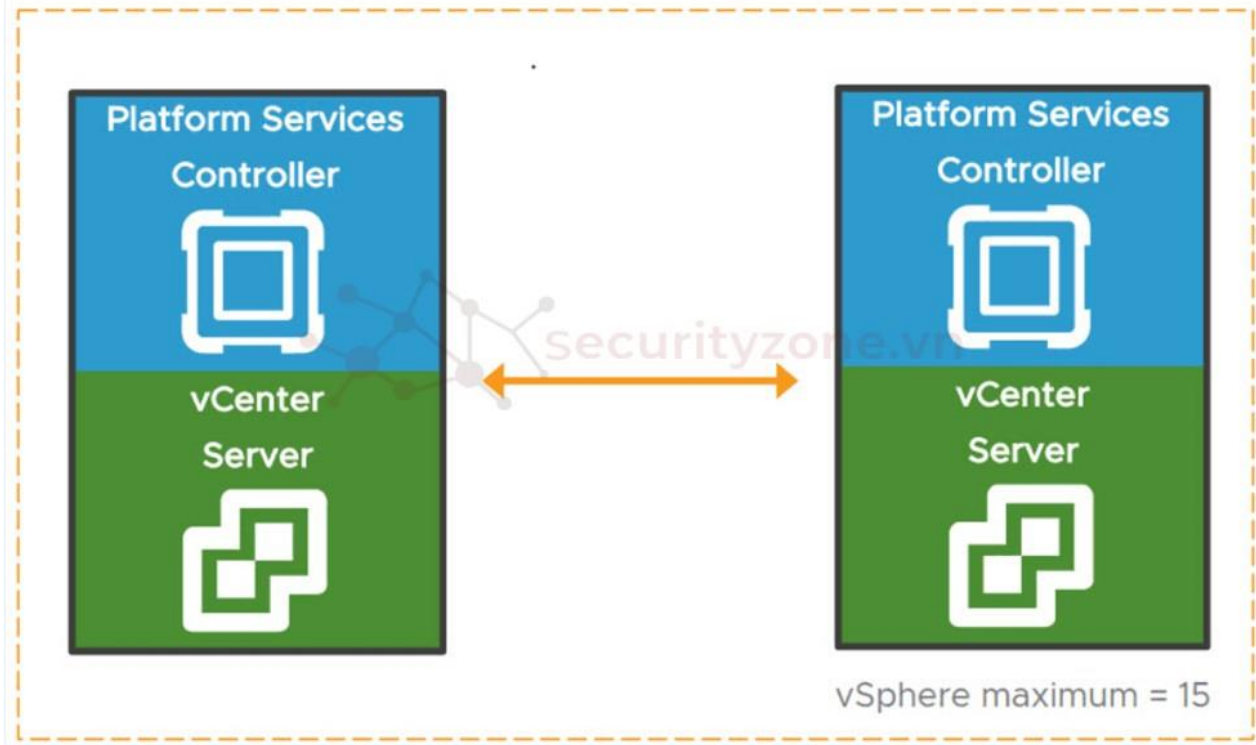 Platform Services
Controller
vCenter
Server
Platform Services
Controller
vCenter
Server
securityzone.vn
vSphere maximum = 15